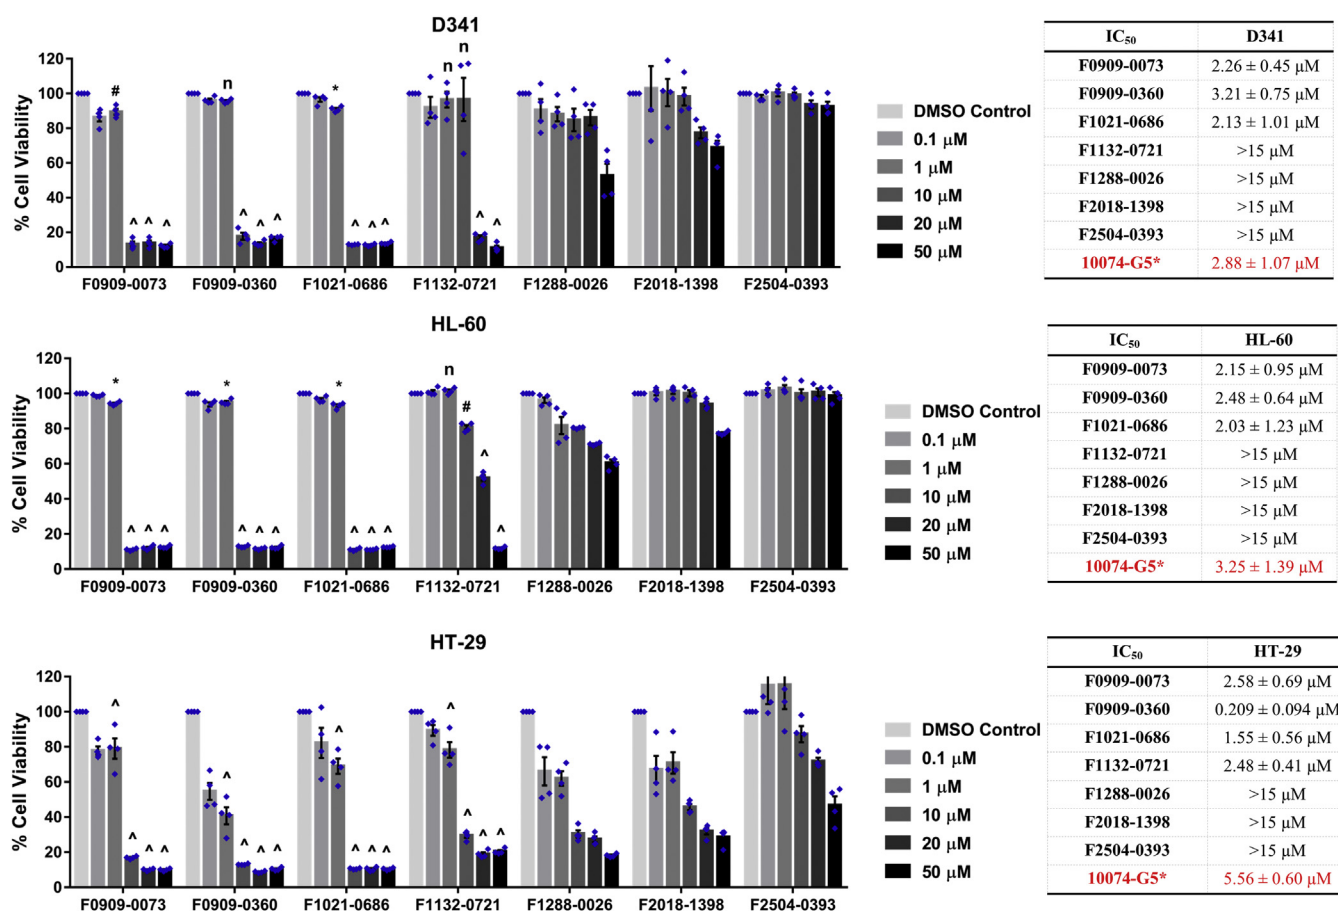 D341
% Cell Viability
120
100
80
60
40
20
0
# n * n n
^ ^ ^ ^ ^ ^ ^ ^ ^ ^ ^
F0909-0073 F0909-0360 F1021-0686 F1132-0721 F1288-0026 F2018-1398 F2504-0393
DMSO Control
0.1 µM
1 µM
10 µM
20 µM
50 µM
IC50 D341
F0909-0073 2.26 ± 0.45 µM
F0909-0360 3.21 ± 0.75 µM
F1021-0686 2.13 ± 1.01 µM
F1132-0721 >15 µM
F1288-0026 >15 µM
F2018-1398 >15 µM
F2504-0393 >15 µM
10074-G5* 2.88 ± 1.07 µM
HL-60
% Cell Viability
120
100
80
60
40
20
0
* * * n # ^
^ ^ ^ ^ ^ ^ ^ ^ ^ ^
F0909-0073 F0909-0360 F1021-0686 F1132-0721 F1288-0026 F2018-1398 F2504-0393
DMSO Control
0.1 µM
1 µM
10 µM
20 µM
50 µM
IC50 HL-60
F0909-0073 2.15 ± 0.95 µM
F0909-0360 2.48 ± 0.64 µM
F1021-0686 2.03 ± 1.23 µM
F1132-0721 >15 µM
F1288-0026 >15 µM
F2018-1398 >15 µM
F2504-0393 >15 µM
10074-G5* 3.25 ± 1.39 µM
HT-29
% Cell Viability
120
100
80
60
40
20
0
^ ^ ^ ^
^ ^ ^ ^ ^ ^ ^ ^ ^ ^ ^ ^
F0909-0073 F0909-0360 F1021-0686 F1132-0721 F1288-0026 F2018-1398 F2504-0393
DMSO Control
0.1 µM
1 µM
10 µM
20 µM
50 µM
IC50 HT-29
F0909-0073 2.58 ± 0.69 µM
F0909-0360 0.209 ± 0.094 µM
F1021-0686 1.55 ± 0.56 µM
F1132-0721 2.48 ± 0.41 µM
F1288-0026 >15 µM
F2018-1398 >15 µM
F2504-0393 >15 µM
10074-G5* 5.56 ± 0.60 µM